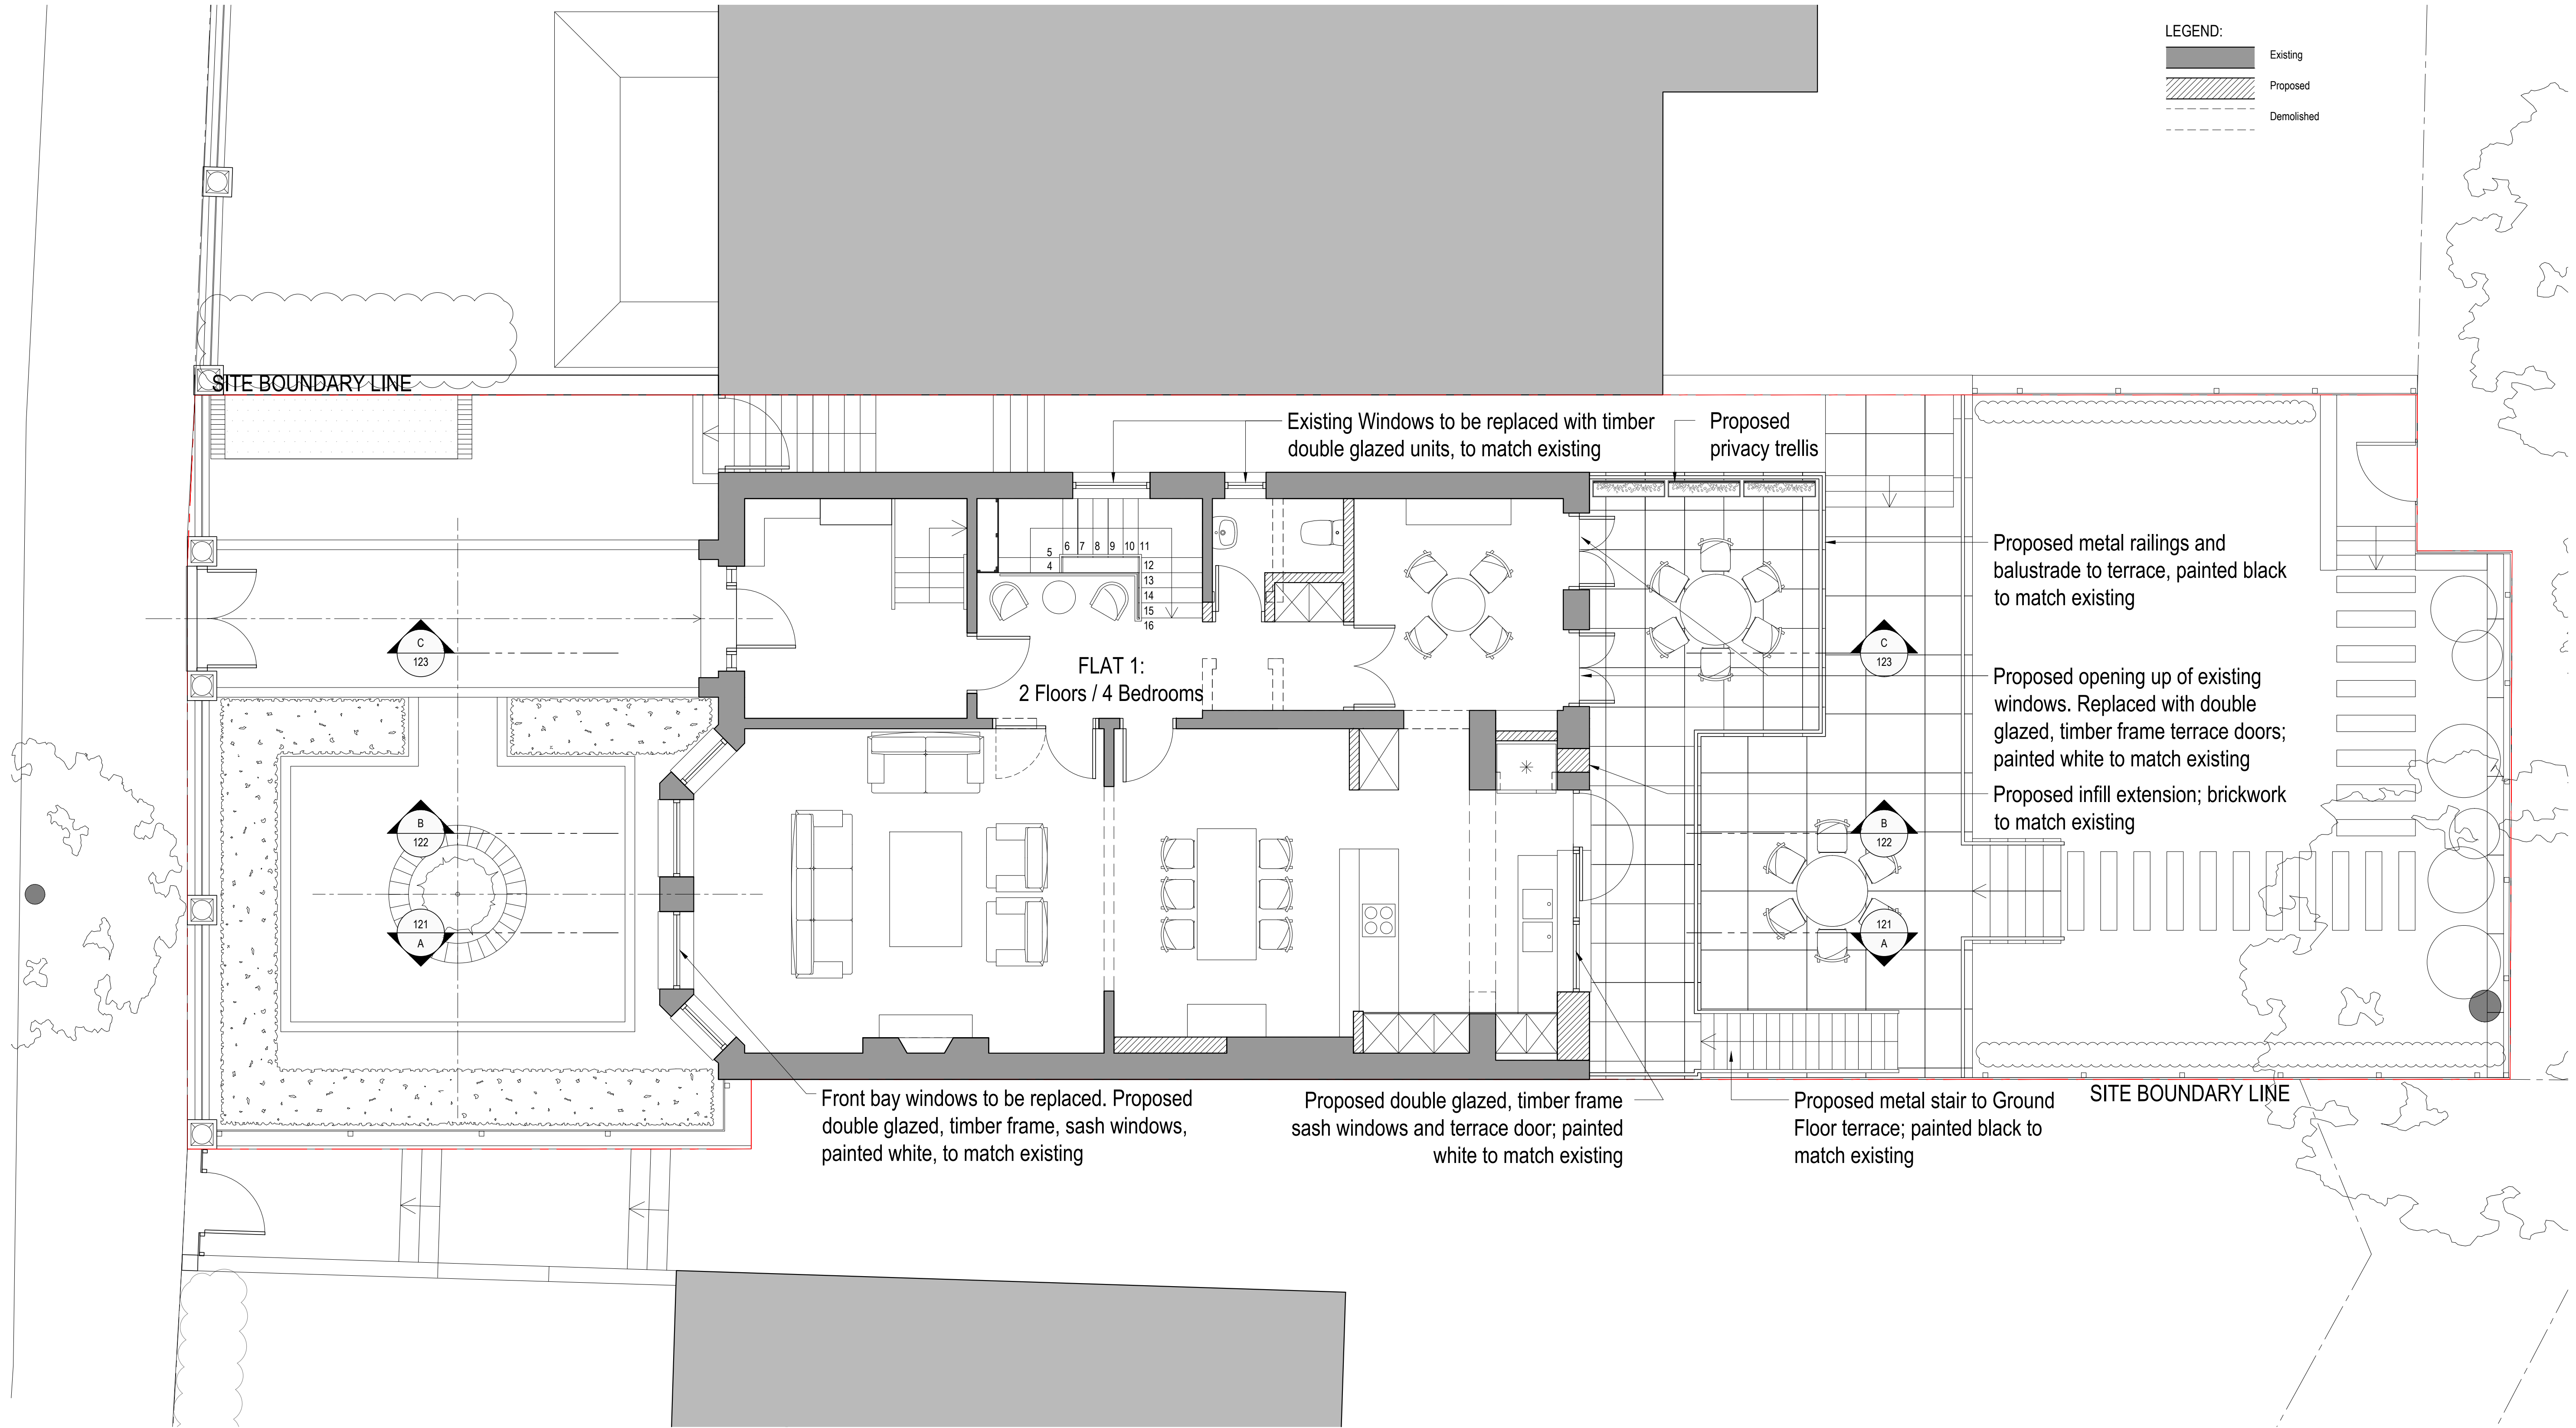 LEGEND:
Existing
Proposed
Demolished
SITE BOUNDARY LINE
Existing Windows to be replaced with timber
double glazed units, to match existing
Proposed
privacy trellis
5
4
6
7
8
9
10
11
12
13
14
15
16
Proposed metal railings and
balustrade to terrace, painted black
to match existing
C
123
C
123
FLAT 1:
2 Floors / 4 Bedrooms
Proposed opening up of existing
windows. Replaced with double
glazed, timber frame terrace doors;
painted white to match existing
Proposed infill extension; brickwork
to match existing
B
122
B
122
121
A
121
A
Front bay windows to be replaced. Proposed
double glazed, timber frame, sash windows,
painted white, to match existing
Proposed double glazed, timber frame
sash windows and terrace door; painted
white to match existing
Proposed metal stair to Ground
Floor terrace; painted black to
match existing
SITE BOUNDARY LINE